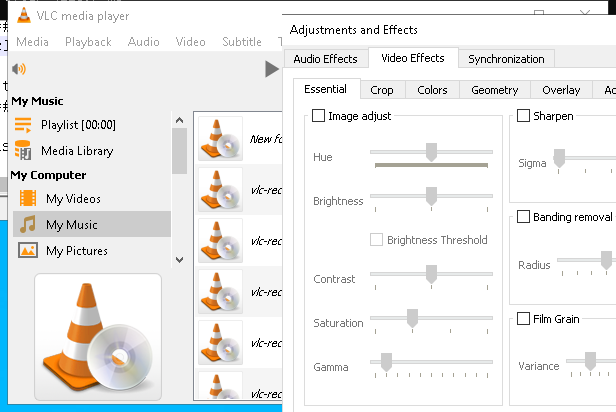 VLC media player
Media Playback Audio Video Subtitle
My Music
Playlist [00:00]
Media Library
My Computer
My Videos
My Music
My Pictures
New fo
vlc-rec
vlc-rec
vlc-rec
vlc-rec
vlc-rec
Adjustments and Effects
Audio Effects Video Effects Synchronization
Essential Crop Colors Geometry Overlay
Image adjust
Hue
Brightness
Brightness Threshold
Contrast
Saturation
Gamma
Sharpen
Sigma
Banding removal
Radius
Film Grain
Variance